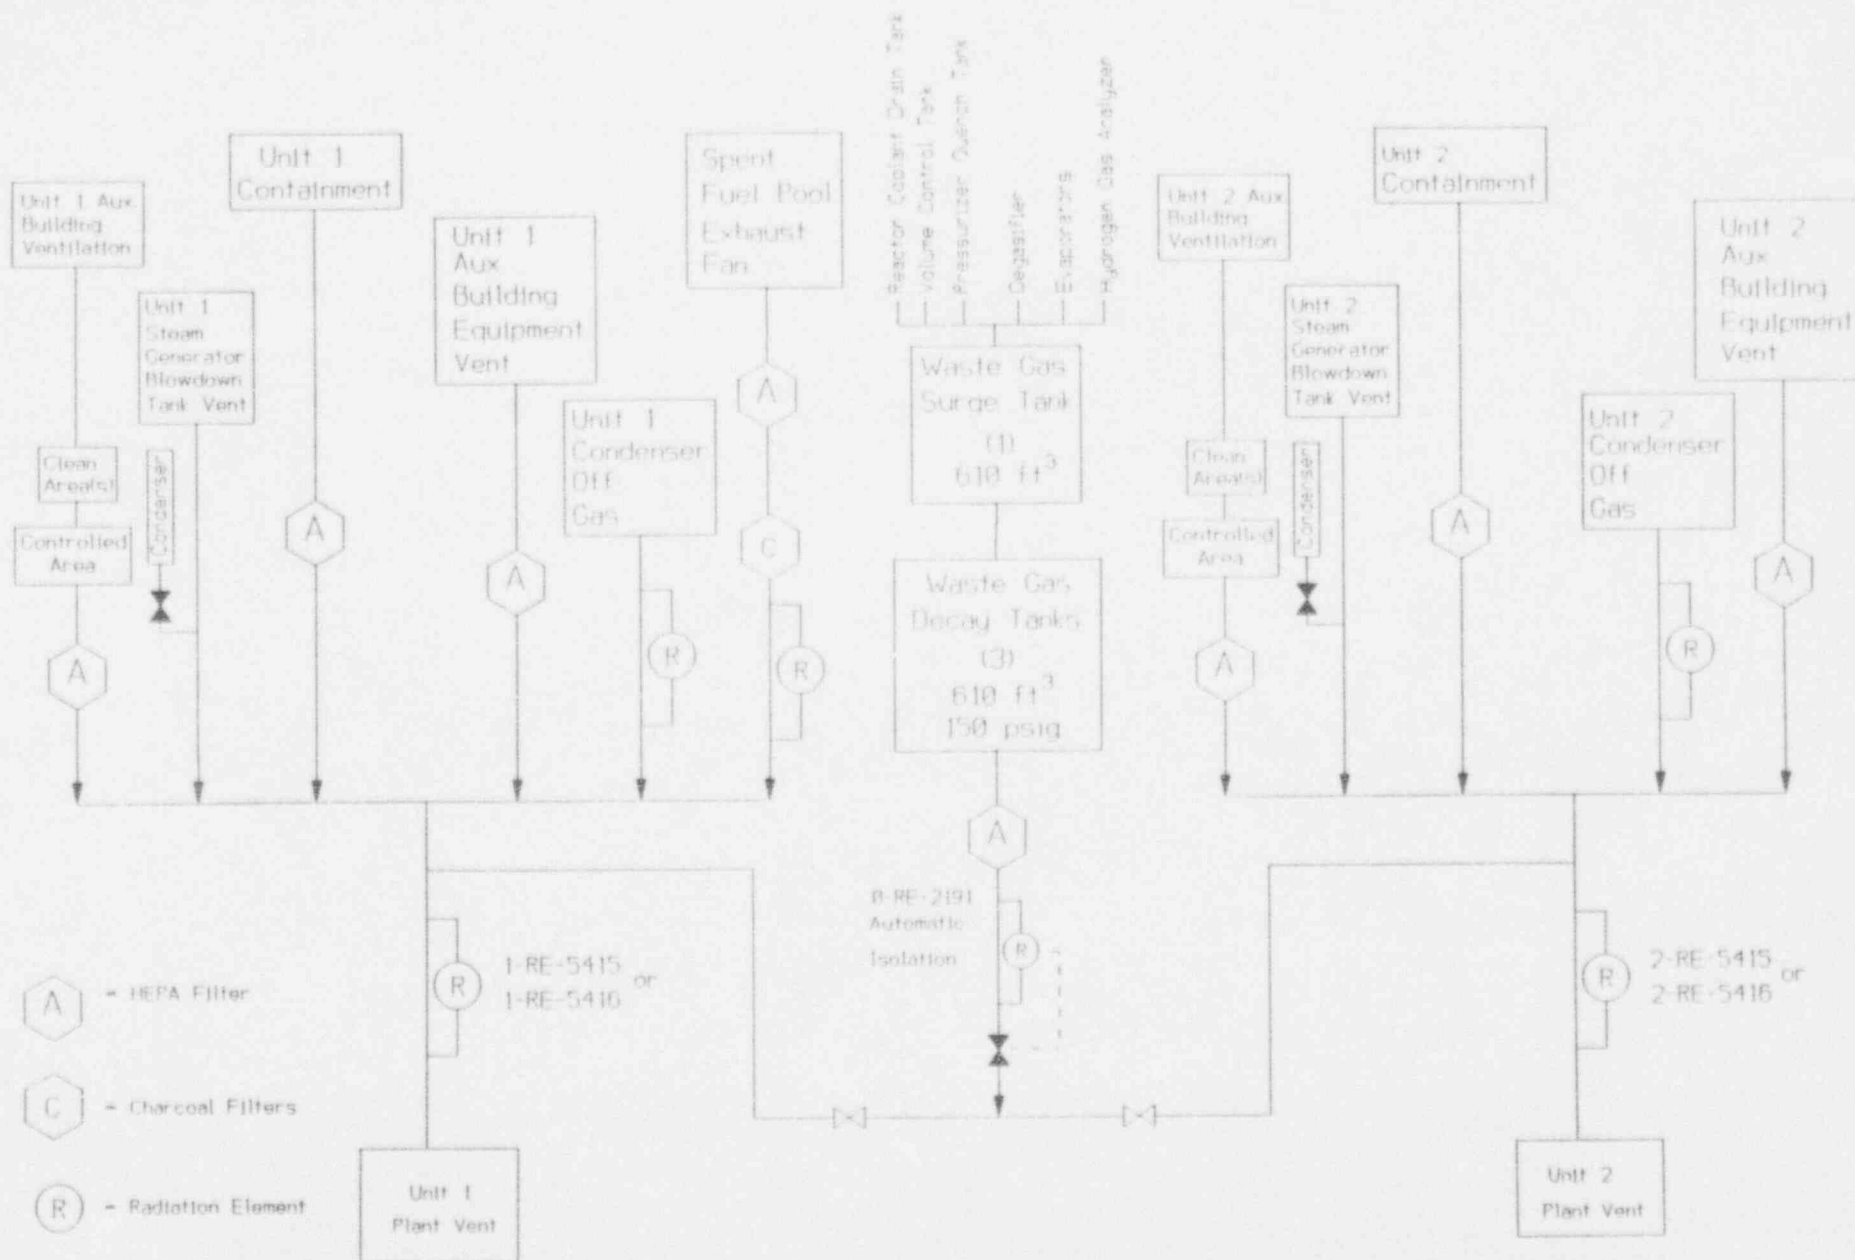 Reactor Coolant Drain Tank
Volume Control Tank
Pressurizer Quench Tank
Degasifier
Evaporators
Hydrogen Gas Analyzer
Unit 1 Aux.
Building
Ventilation
Unit 1
Containment
Unit 1
Steam
Generator
Blowdown
Tank Vent
Unit 1
Aux
Building
Equipment
Vent
Spent
Fuel Pool
Exhaust
Fan
Unit 1
Condenser
Off
Gas
Clean
Area(s)
Controlled
Area
Condenser
A
A
A
A
C
R
R
A
Waste Gas
Surge Tank
(1)
610 ft3
Waste Gas
Decay Tanks
(3)
610 ft3
150 psig
A
0-RE-2191
Automatic
Isolation
R
Unit 2 Aux
Building
Ventilation
Unit 2
Containment
Unit 2
Steam
Generator
Blowdown
Tank Vent
Unit 2
Aux
Building
Equipment
Vent
Unit 2
Condenser
Off
Gas
Clean
Area(s)
Controlled
Area
Condenser
A
A
A
R
R
1-RE-5415
or
1-RE-5416
R
2-RE-5415
or
2-RE-5416
A - HEPA Filter
C - Charcoal Filters
R - Radiation Element
Unit 1
Plant Vent
Unit 2
Plant Vent